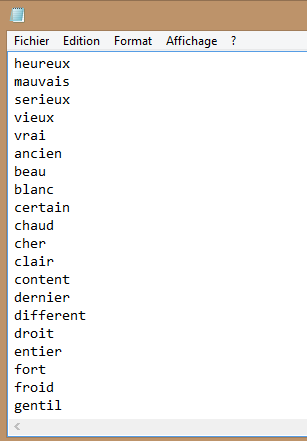 Fichier Edition Format Affichage ?
heureux
mauvais
serieux
vieux
vrai
ancien
beau
blanc
certain
chaud
cher
clair
content
dernier
different
droit
entier
fort
froid
gentil